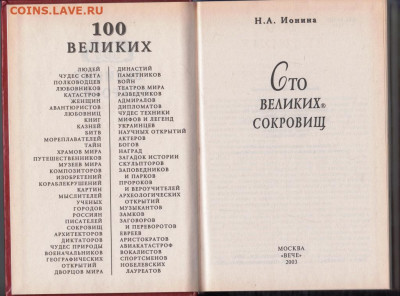 COINS.SS.RU
100
ВЕЛИКИХ
ЛЮДЕЙ
ЧУДЕС СВЕТА
ПОЛКОВОДЦЕВ
ЛЮБОВНИКОВ
КАТАСТРОФ
ЖЕНЩИН
АВАНТЮРИСТОВ
ЛЮБОВНИЦ
КНИГ
КАЗНЕЙ
БИТВ
МОРЕПЛАВАТЕЛЕЙ
ТАЙН
ХРАМОВ МИРА
ПУТЕШЕСТВЕННИКОВ
МУЗЕЕВ МИРА
КОМПОЗИТОРОВ
ИЗОБРЕТЕНИЙ
КОРАБЛЕКРУШЕНИЙ
КАРТИН
МЫСЛИТЕЛЕЙ
УЧЕНЫХ
ГОРОДОВ
РОССИЯН
ПИСАТЕЛЕЙ
СОКРОВИЩ
АРХИТЕКТОРОВ
ДИКТАТОРОВ
ЧУДЕС ПРИРОДЫ
ВОЕНАЧАЛЬНИКОВ
ГЕОГРАФИЧЕСКИХ
ОТКРЫТИЙ
ДВОРЦОВ МИРА
ДИНАСТИЙ
ПАМЯТНИКОВ
ВОЙН
ТЕАТРОВ МИРА
РАЗВЕДЧИКОВ
АДМИРАЛОВ
ДИПЛОМАТОВ
ЧУДЕС ТЕХНИКИ
МИФОВ И ЛЕГЕНД
УКРАИНЦЕВ
НАУЧНЫХ ОТКРЫТИЙ
АКТЕРОВ
БОГОВ
НАГРАД
ЗАГАДОК ИСТОРИИ
СКУЛЬПТОРОВ
ЗАПОВЕДНИКОВ
И ПАРКОВ
ПРОРОКОВ
И ВЕРОУЧИТЕЛЕЙ
АРХЕОЛОГИЧЕСКИХ
ОТКРЫТИЙ
МУЗЫКАНТОВ
ЗАМКОВ
ЗАГОВОРОВ
И ПЕРЕВОРОТОВ
ЕВРЕЕВ
АРИСТОКРАТОВ
АВИАКАТАСТРОФ
ВОКАЛИСТОВ
СПОРТСМЕНОВ
НОБЕЛЕВСКИХ
ЛАУРЕАТОВ
Н.А. Ионина
Сто
ВЕЛИКИХ®
СОКРОВИЩ
МОСКВА
«ВЕЧЕ»
2003